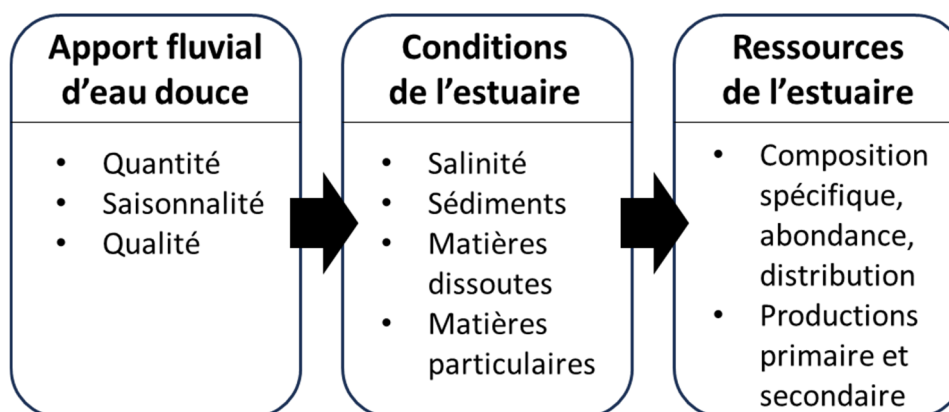 Apport fluvial
d’eau douce
• Quantité
• Saisonnalité
• Qualité
Conditions
de l’estuaire
• Salinité
• Sédiments
• Matières
dissoutes
• Matières
particulaires
Ressources
de l’estuaire
• Composition
spécifique,
abondance,
distribution
• Productions
primaire et
secondaire